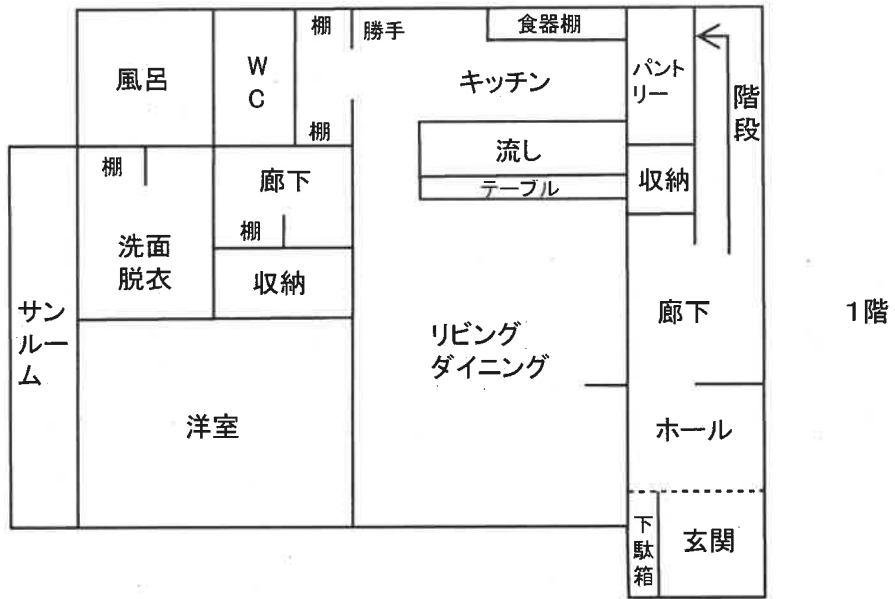 棚
勝手
食器棚
風呂
WC
キッチン
パント
リー
階段
棚
棚
廊下
流し
収納
テーブル
棚
洗面
脱衣
収納
サン
ルー
ム
リビング
ダイニング
廊下
1階
洋室
ホール
下駄箱
玄関